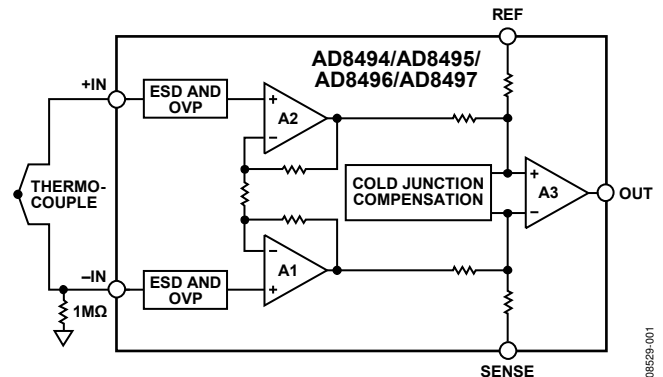 REF
AD8494/AD8495/
AD8496/AD8497
+IN
ESD AND
OVP
+
A2
–
THERMO-
COUPLE
COLD JUNCTION
COMPENSATION
+
A3
–
OUT
–
A1
+
–IN
ESD AND
OVP
1MΩ
SENSE
08529-001